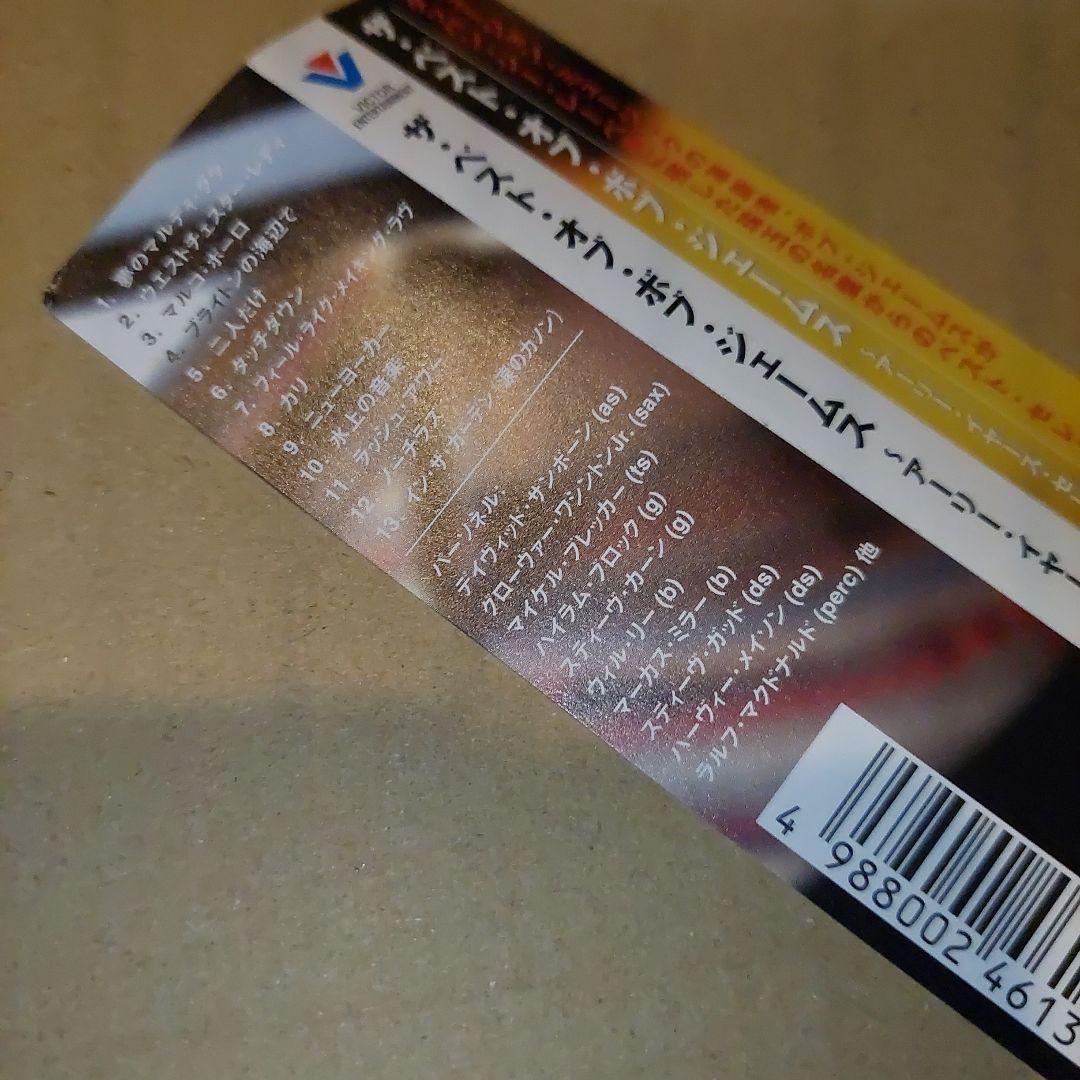 VICTOR
ENTERTAINMENT
ザ・ベスト・オブ・ボブ・ジェームス 〜アーリー・イヤーズ・セ
ザ・ベスト・オブ・ボブ・ジェームス 〜アーリー・イヤー
1. 夢のマルディ・グラ
2. ウェストチェスター・レディ
3. マルコ・ポーロ
4. ブライトンの海辺で
5. 二人だけ
6. タッチダウン
7. フィール・ライク・メイキング・ラヴ
8. カリ
9. ニューヨーカー
10. 水上の音楽
11. ラッシュ アワー
12. ノーチラス
13. イン・ザ ガーデン
パーソネル:
デイヴィット・サンボーン (as)
グローヴァー・ワシントンJr. (sax)
マイケル・ブレッカー (ts)
ハイラム・ブロック (g)
スティーヴ・カーン (g)
ウィル・リー (b)
マーカス・ミラー (b)
スティーヴ・ガッド (ds)
ハーヴィー・メイソン (ds)
ラルフ・マクドナルド (perc) 他
4 988002 4613